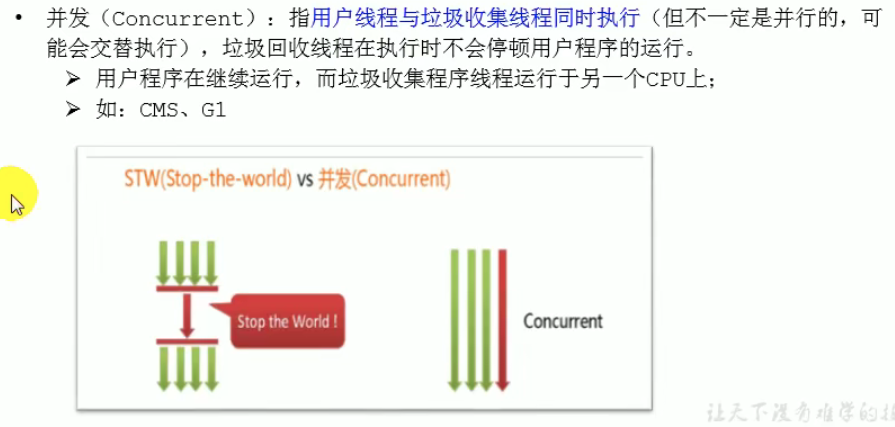 • 并发（Concurrent）：指用户线程与垃圾收集线程同时执行（但不一定是并行的，可
能会交替执行），垃圾回收线程在执行时不会停顿用户程序的运行。
➢ 用户程序在继续运行，而垃圾收集程序线程运行于另一个CPU上；
➢ 如：CMS、G1
STW(Stop-the-world) vs 并发(Concurrent)
Stop the World！
Concurrent
让天下没有难学的技